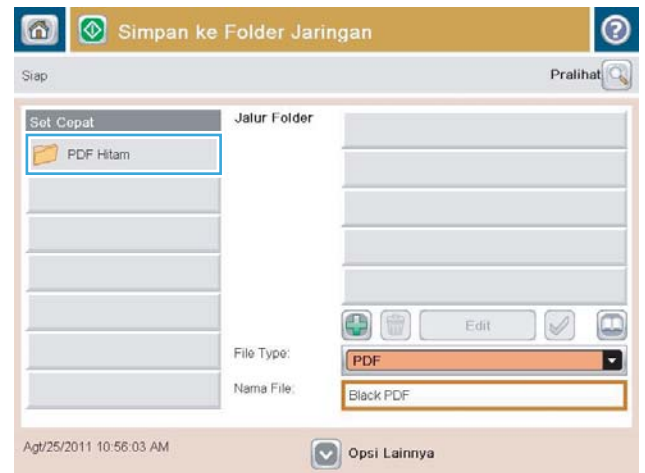 Simpan ke Folder Jaringan
Siap
Pralihat
Set Cepat
Jalur Folder
PDF Hitam
Edit
File Type:
PDF
Nama File:
Black PDF
Agt/25/2011 10:56:03 AM
Opsi Lainnya